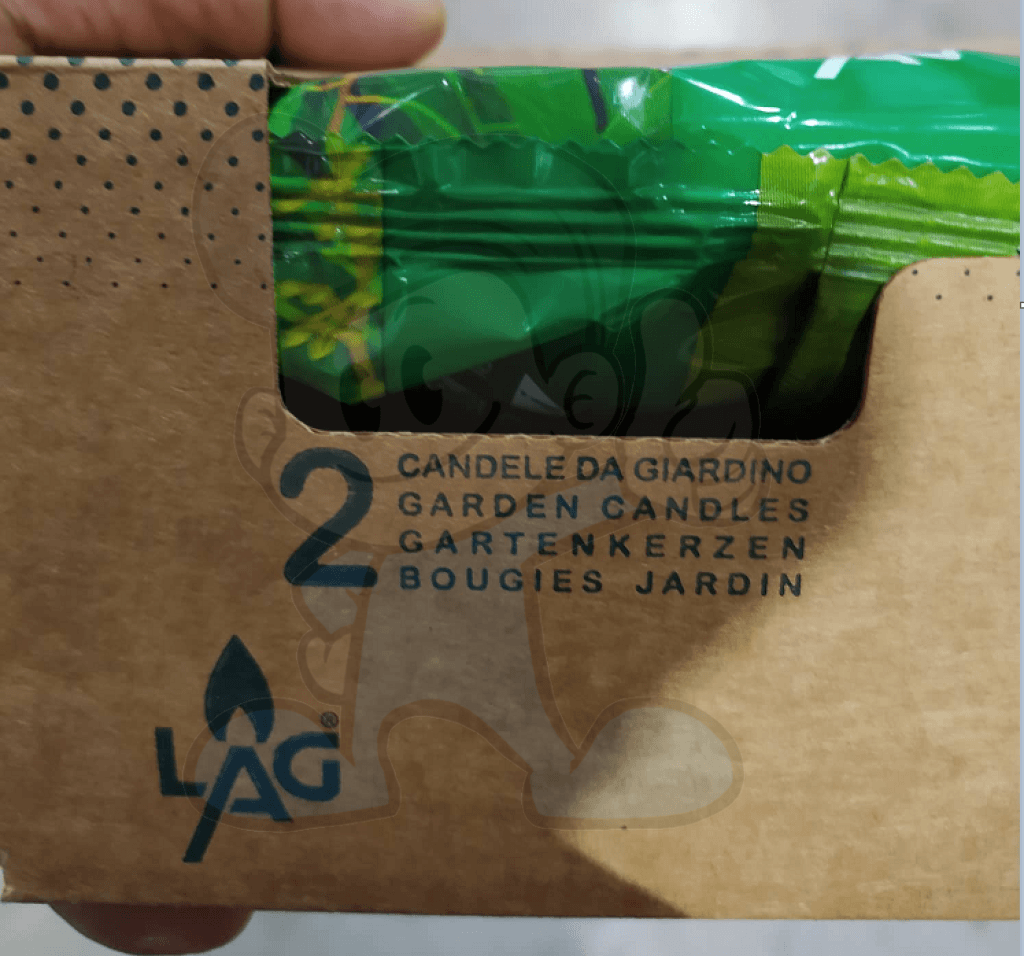 2
CANDELE DA GIARDINO
GARDEN CANDLES
GARTENKERZEN
BOUGIES JARDIN
LAG®